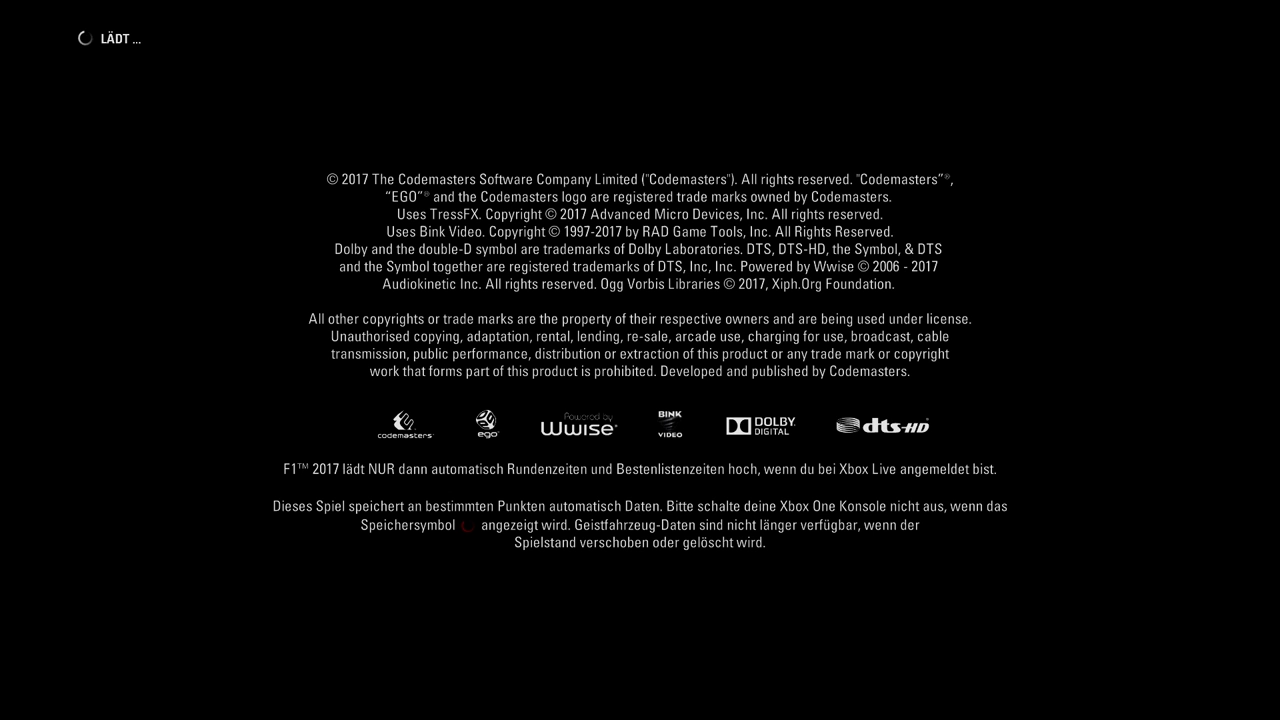 LÄDT ...
© 2017 The Codemasters Software Company Limited ("Codemasters"). All rights reserved. "Codemasters"®,
“EGO”® and the Codemasters logo are registered trade marks owned by Codemasters.
Uses TressFX. Copyright © 2017 Advanced Micro Devices, Inc. All rights reserved.
Uses Bink Video. Copyright © 1997-2017 by RAD Game Tools, Inc. All Rights Reserved.
Dolby and the double-D symbol are trademarks of Dolby Laboratories. DTS, DTS-HD, the Symbol, & DTS
and the Symbol together are registered trademarks of DTS, Inc, Inc. Powered by Wwise © 2006 - 2017
Audiokinetic Inc. All rights reserved. Ogg Vorbis Libraries © 2017, Xiph.Org Foundation.
All other copyrights or trade marks are the property of their respective owners and are being used under license.
Unauthorised copying, adaptation, rental, lending, re-sale, arcade use, charging for use, broadcast, cable
transmission, public performance, distribution or extraction of this product or any trade mark or copyright
work that forms part of this product is prohibited. Developed and published by Codemasters.
codemasters ego Powered by Wwise® BINK VIDEO DOLBY DIGITAL dts-HD
F1™ 2017 lädt NUR dann automatisch Rundenzeiten und Bestenlistenzeiten hoch, wenn du bei Xbox Live angemeldet bist.
Dieses Spiel speichert an bestimmten Punkten automatisch Daten. Bitte schalte deine Xbox One Konsole nicht aus, wenn das
Speichersymbol angezeigt wird. Geistfahrzeug-Daten sind nicht länger verfügbar, wenn der
Spielstand verschoben oder gelöscht wird.